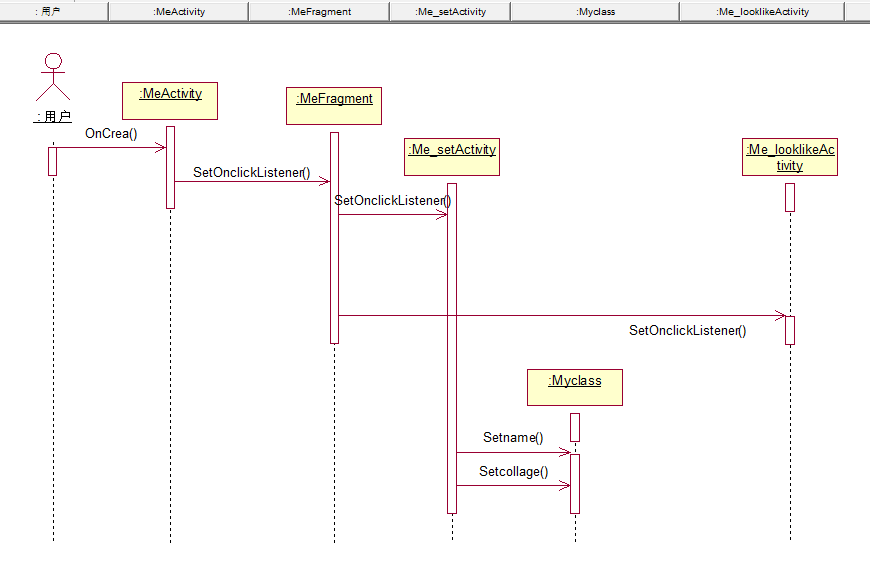 : 用户
:MeActivity
:MeFragment
:Me_setActivity
:Myclass
:Me_looklikeActivity
: 用户
:MeActivity
:MeFragment
:Me_setActivity
:Me_looklikeAc
tivity
OnCrea()
SetOnclickListener()
SetOnclickListener()
SetOnclickListener()
:Myclass
Setname()
Setcollage()